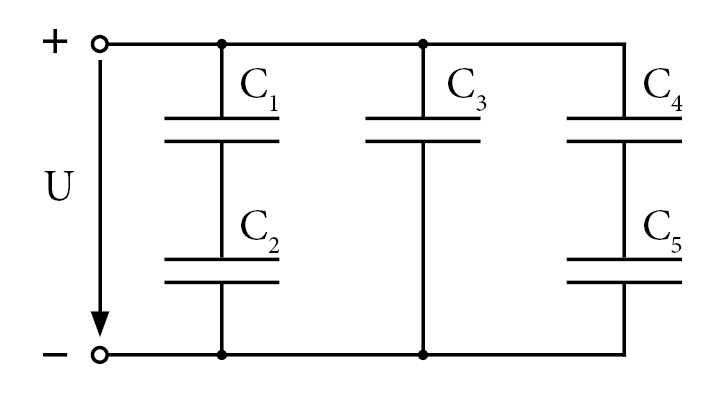 +
C₁
C₃
C₄
U
C₂
C₅
−